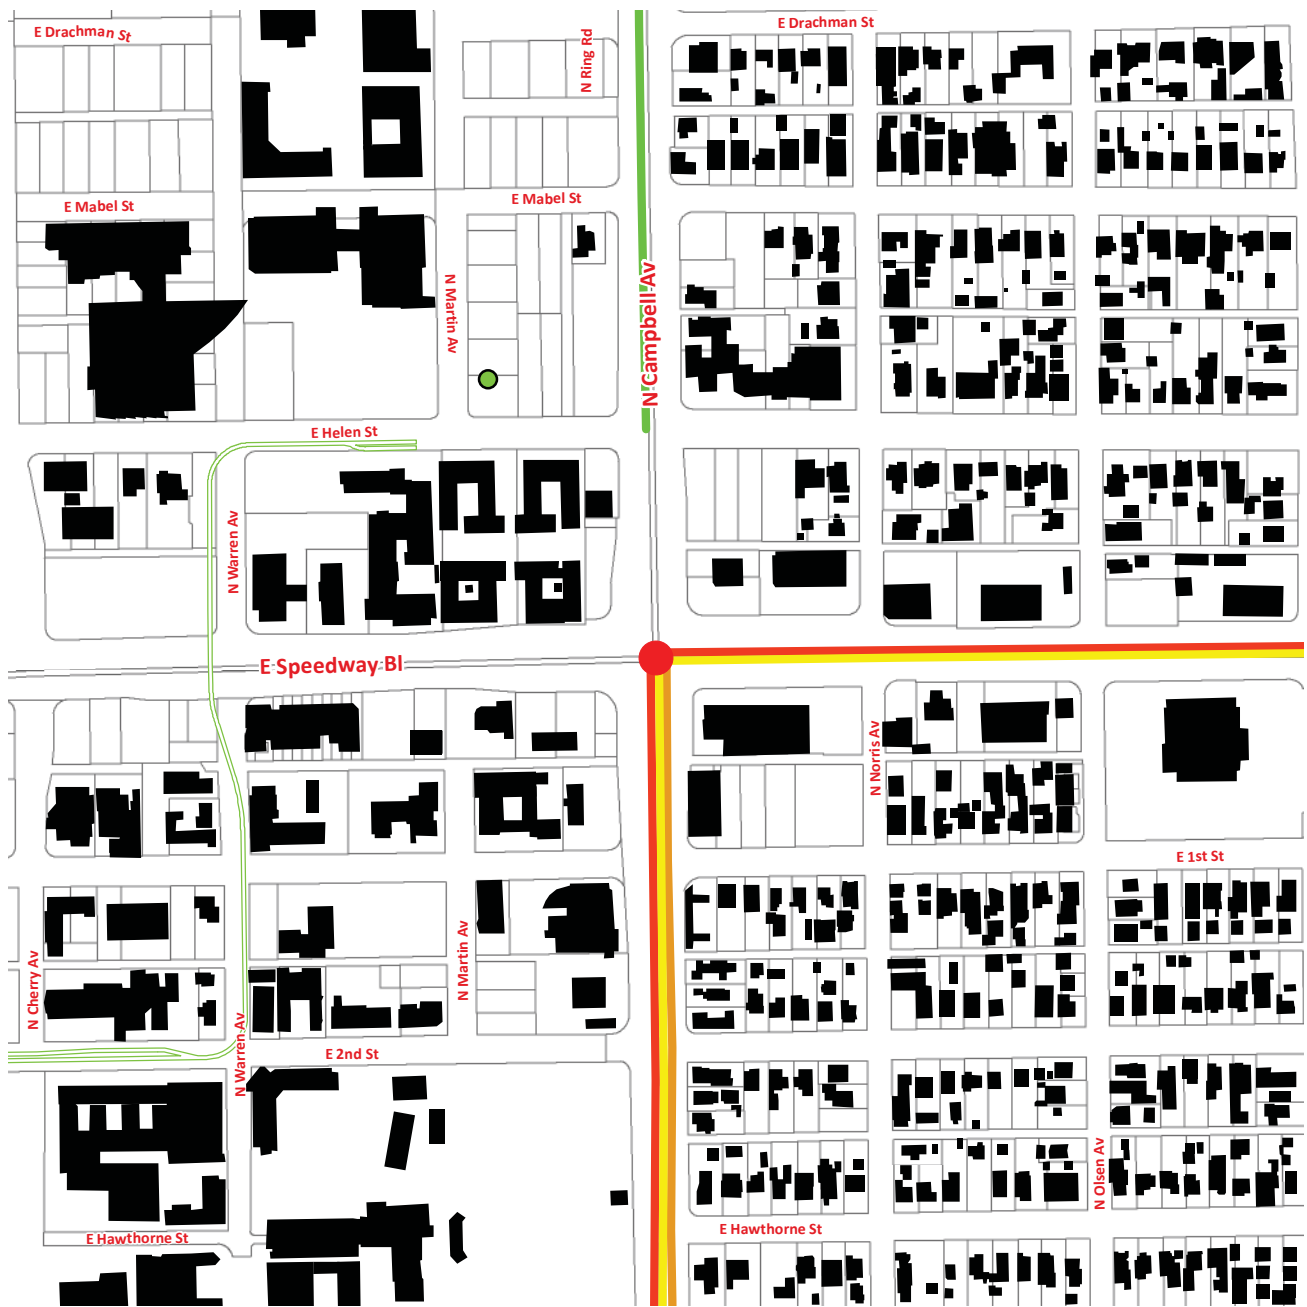 E Drachman St
E Drachman St
N Ring Rd
E Mabel St
E Mabel St
N Martin Av
N Campbell Av
E Helen St
N Warren Av
E Speedway Bl
N Norris Av
E 1st St
N Cherry Av
N Martin Av
N Warren Av
E 2nd St
N Olsen Av
E Hawthorne St
E Hawthorne St